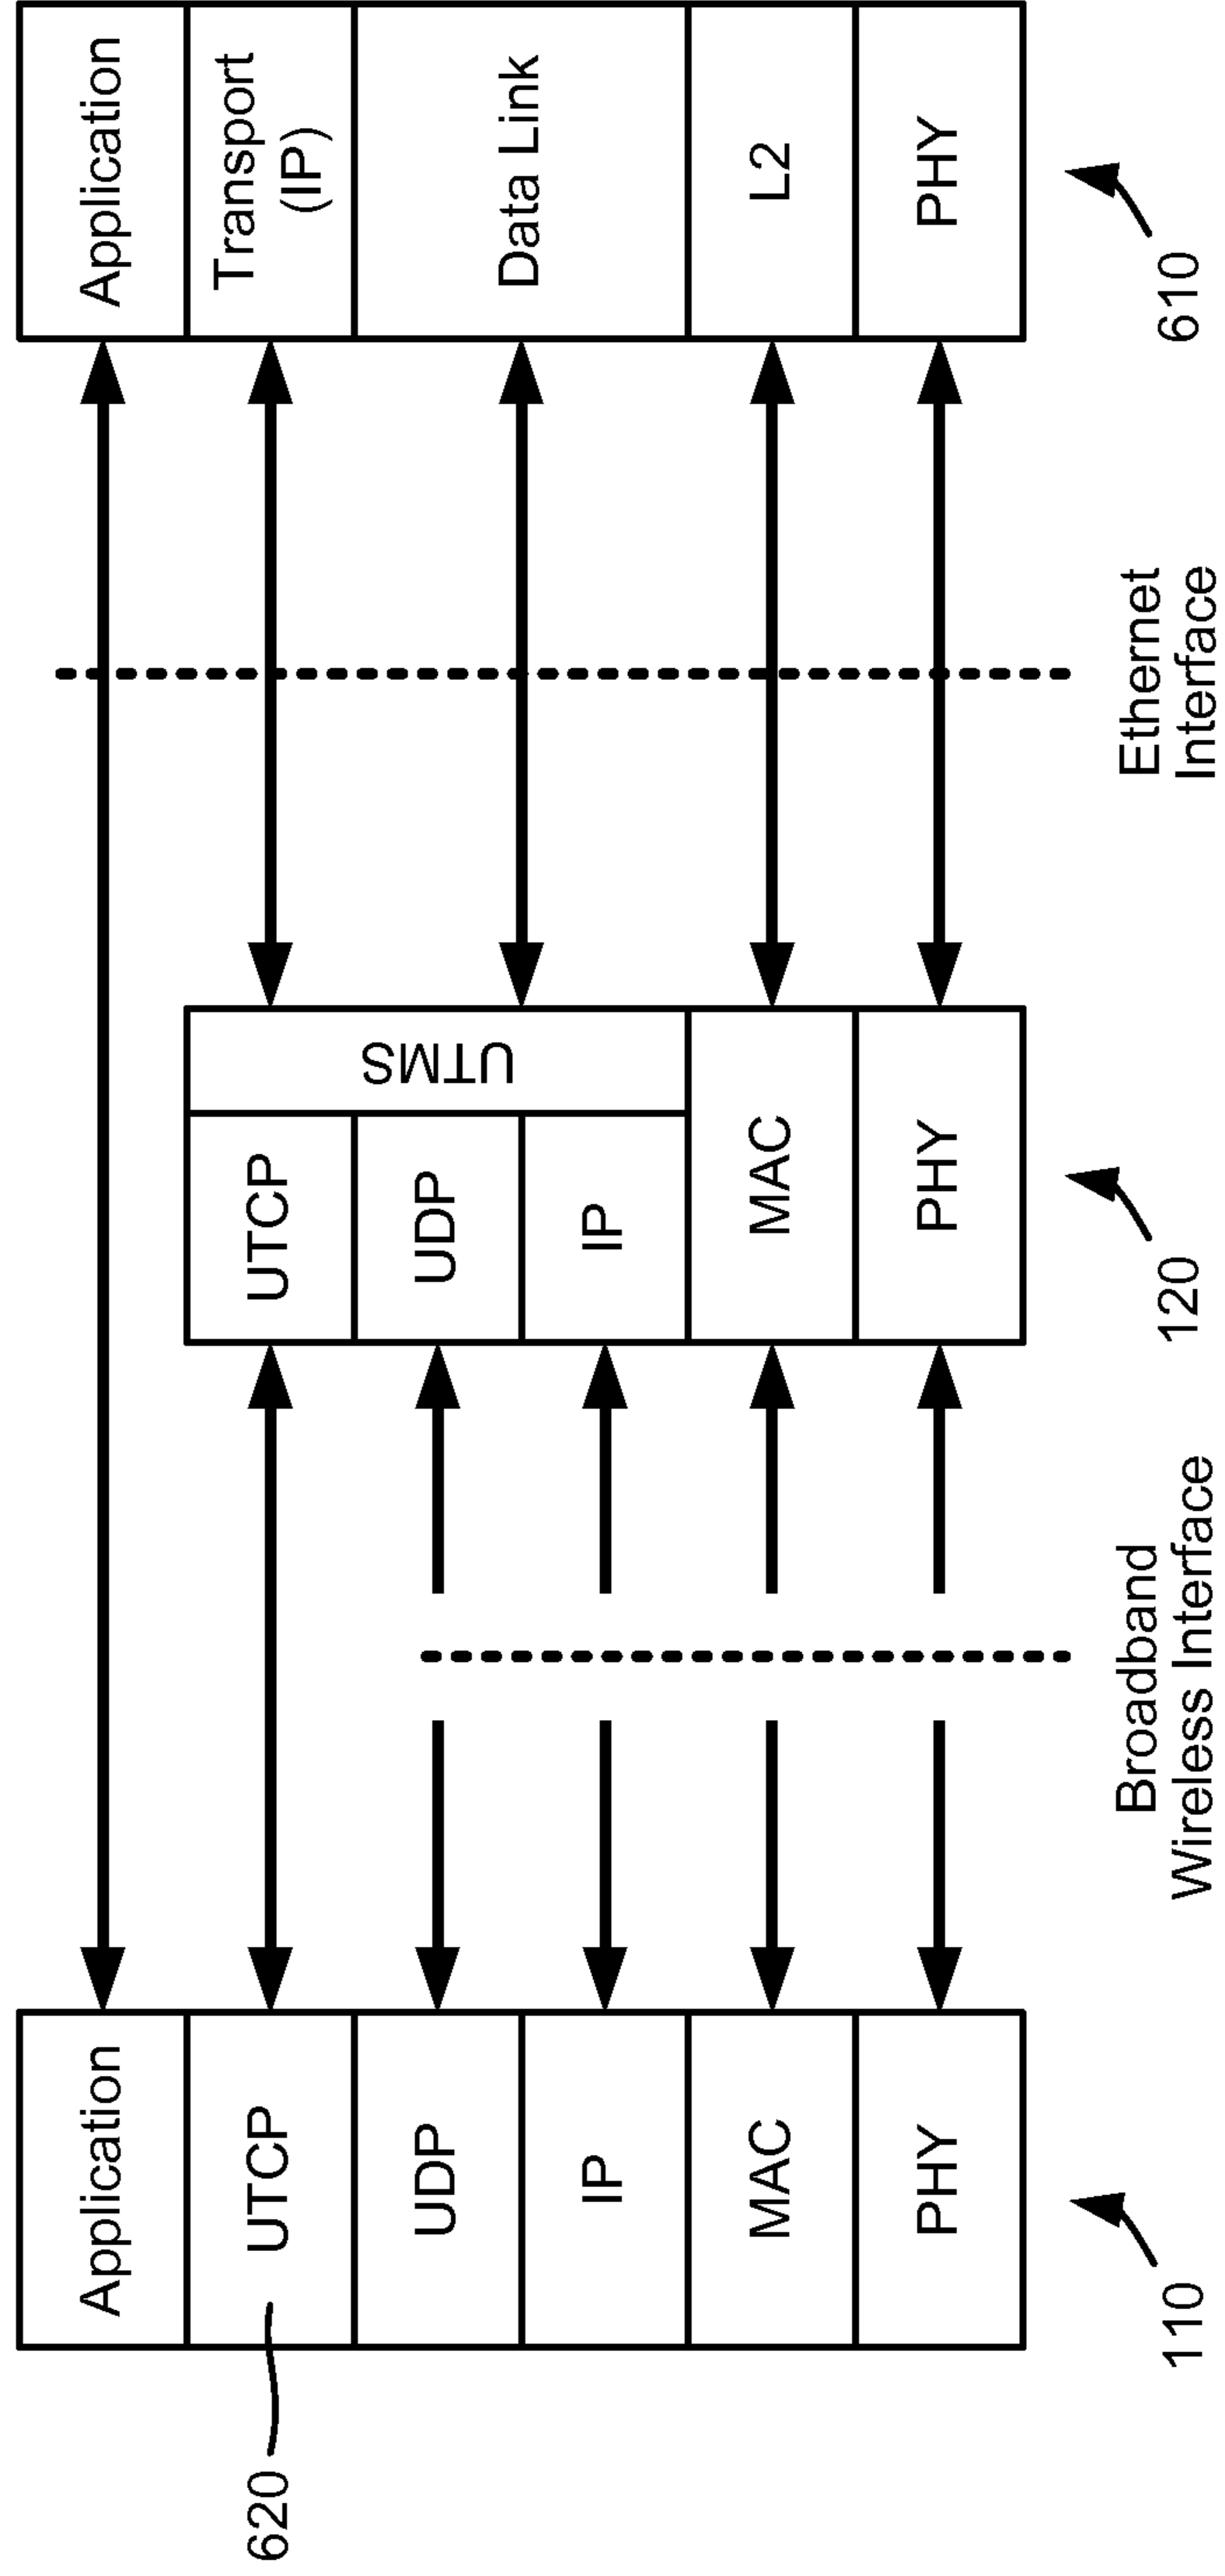 Application
UTCP
UDP
IP
MAC
PHY
620
110
Broadband
Wireless Interface
UTCP
UDP
IP
UTMS
MAC
PHY
120
Ethernet
Interface
Application
Transport
(IP)
Data Link
L2
PHY
610